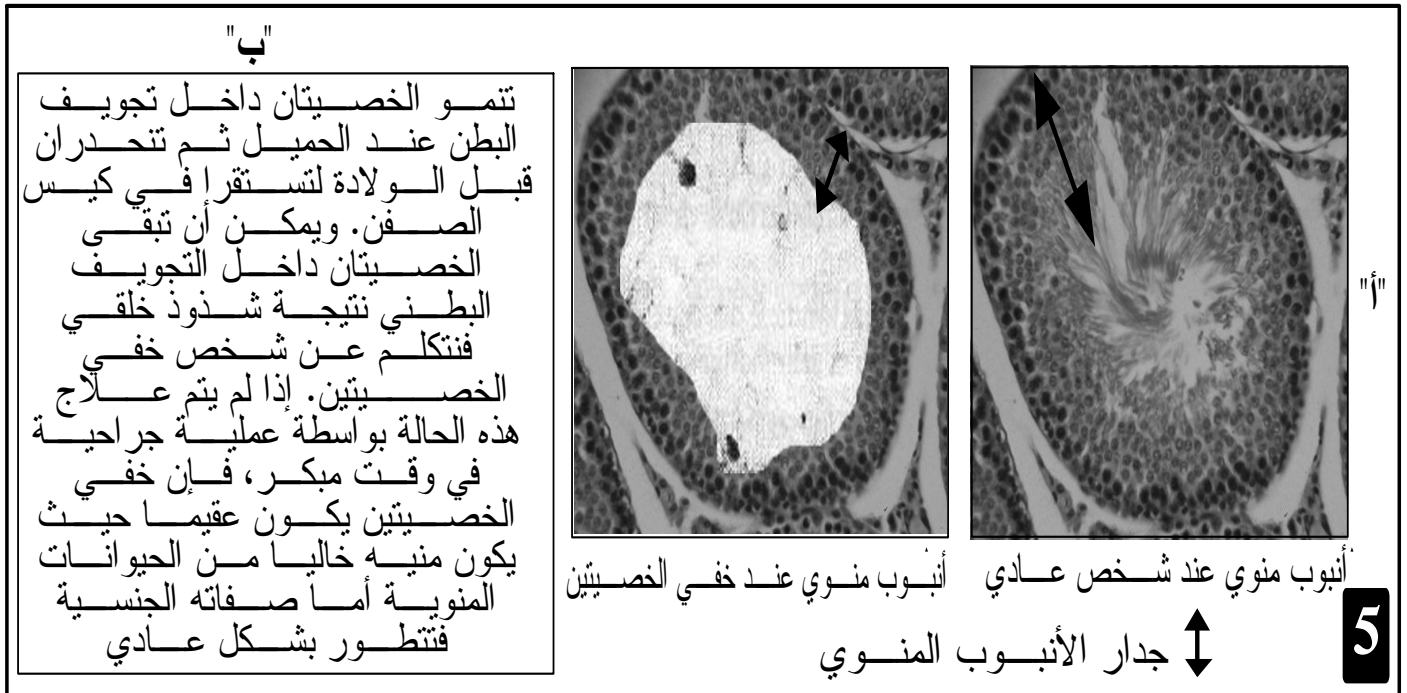 "ب"
تنمو الخصيتان داخل تجويف
البطن عند الحميل ثم تتحدران
قبل الولادة لتستقرا في كيس
الصفن. ويمكن أن تبقى
الخصيتان داخل التجويف
البطني نتيجة شذوذ خلقي
فنتكلم عن شخص خفي
الخصيتين. إذا لم يتم علاج
هذه الحالة بواسطة عملية جراحية
في وقت مبكر، فإن خفي
الخصيتين يكون عقيما حيث
يكون منيه خاليا من الحيوانات
المنوية أما صفاته الجنسية
فتتطور بشكل عادي
"أ"
أنبوب منوي عند شخص عادي
أنبوب منوي عند خفي الخصيتين
جدار الأنبوب المنوي
5